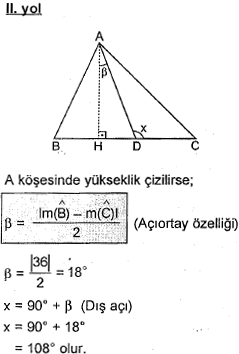 II. yol
A
β
x
B H D C
A köşesinde yükseklik çizilirse;
β = |m(B̂) – m(Ĉ)| / 2 (Açıortay özelliği)
β = |36| / 2 = 18°
x = 90° + β (Dış açı)
x = 90° + 18°
= 108° olur.